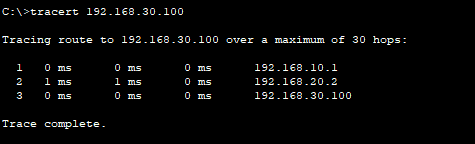 C:\>tracert 192.168.30.100
Tracing route to 192.168.30.100 over a maximum of 30 hops:
1 0 ms 0 ms 0 ms 192.168.10.1
2 1 ms 1 ms 0 ms 192.168.20.2
3 0 ms 0 ms 0 ms 192.168.30.100
Trace complete.